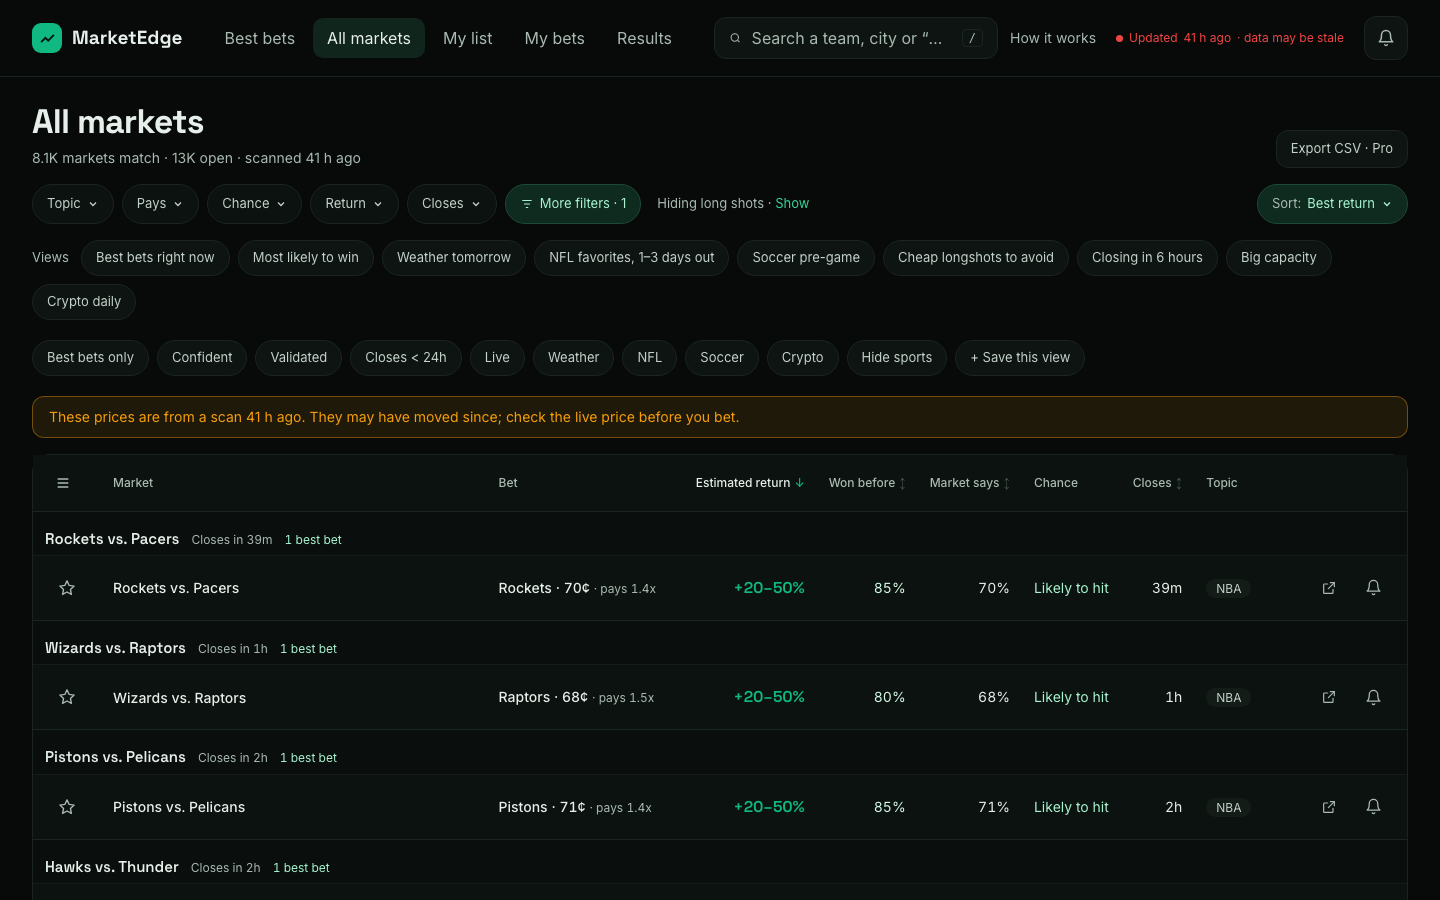 MarketEdge
Best bets
All markets
My list
My bets
Results
Search a team, city or “...
/
How it works
Updated 41 h ago · data may be stale
All markets
8.1K markets match · 13K open · scanned 41 h ago
Export CSV · Pro
Topic
Pays
Chance
Return
Closes
More filters · 1
Hiding long shots · Show
Sort: Best return
Views
Best bets right now
Most likely to win
Weather tomorrow
NFL favorites, 1–3 days out
Soccer pre-game
Cheap longshots to avoid
Closing in 6 hours
Big capacity
Crypto daily
Best bets only
Confident
Validated
Closes < 24h
Live
Weather
NFL
Soccer
Crypto
Hide sports
+ Save this view
These prices are from a scan 41 h ago. They may have moved since; check the live price before you bet.
Market
Bet
Estimated return ↓
Won before
Market says
Chance
Closes
Topic
Rockets vs. Pacers Closes in 39m 1 best bet
Rockets vs. Pacers
Rockets · 70¢ · pays 1.4x
+20–50%
85%
70%
Likely to hit
39m
NBA
Wizards vs. Raptors Closes in 1h 1 best bet
Wizards vs. Raptors
Raptors · 68¢ · pays 1.5x
+20–50%
80%
68%
Likely to hit
1h
NBA
Pistons vs. Pelicans Closes in 2h 1 best bet
Pistons vs. Pelicans
Pistons · 71¢ · pays 1.4x
+20–50%
85%
71%
Likely to hit
2h
NBA
Hawks vs. Thunder Closes in 2h 1 best bet